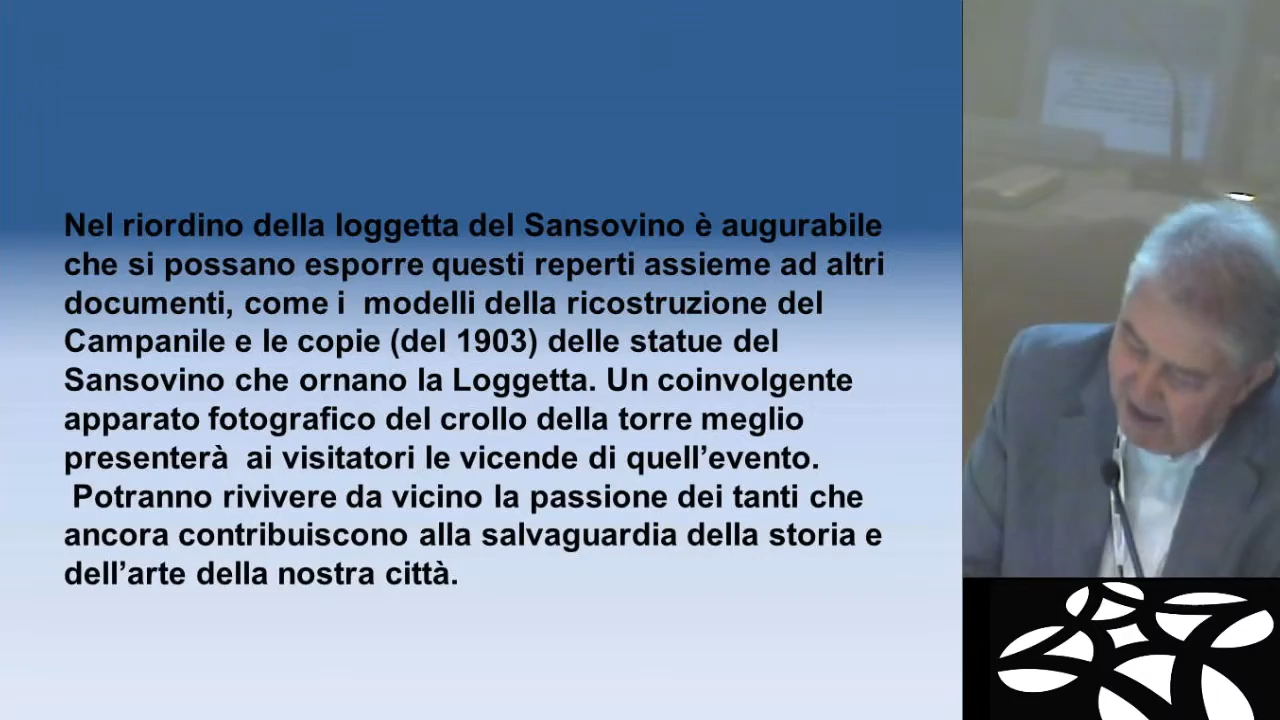 Nel riordino della loggetta del Sansovino è augurabile
che si possano esporre questi reperti assieme ad altri
documenti, come i  modelli della ricostruzione del
Campanile e le copie (del 1903) delle statue del
Sansovino che ornano la Loggetta. Un coinvolgente
apparato fotografico del crollo della torre meglio
presenterà  ai visitatori le vicende di quell’evento.
Potranno rivivere da vicino la passione dei tanti che
ancora contribuiscono alla salvaguardia della storia e
dell’arte della nostra città.